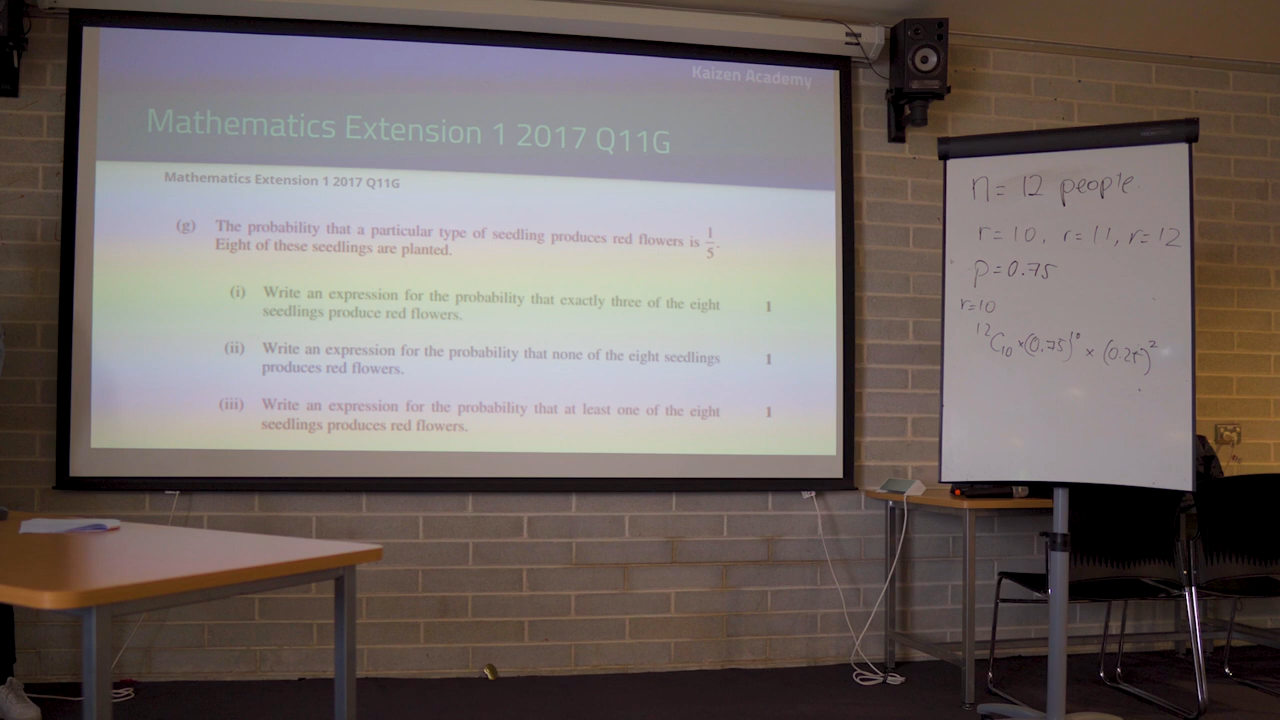 Kaizen Academy
Mathematics Extension 1 2017 Q11G
Mathematics Extension 1 2017 Q11G
(g) The probability that a particular type of seedling produces red flowers is 1/5.
Eight of these seedlings are planted.
(i) Write an expression for the probability that exactly three of the eight 1
seedlings produce red flowers.
(ii) Write an expression for the probability that none of the eight seedlings 1
produces red flowers.
(iii) Write an expression for the probability that at least one of the eight 1
seedlings produces red flowers.
n = 12 people.
r=10, r=11, r=12
p=0.75
r=10
¹²C₁₀ × (0.75)¹⁰ × (0.25)²